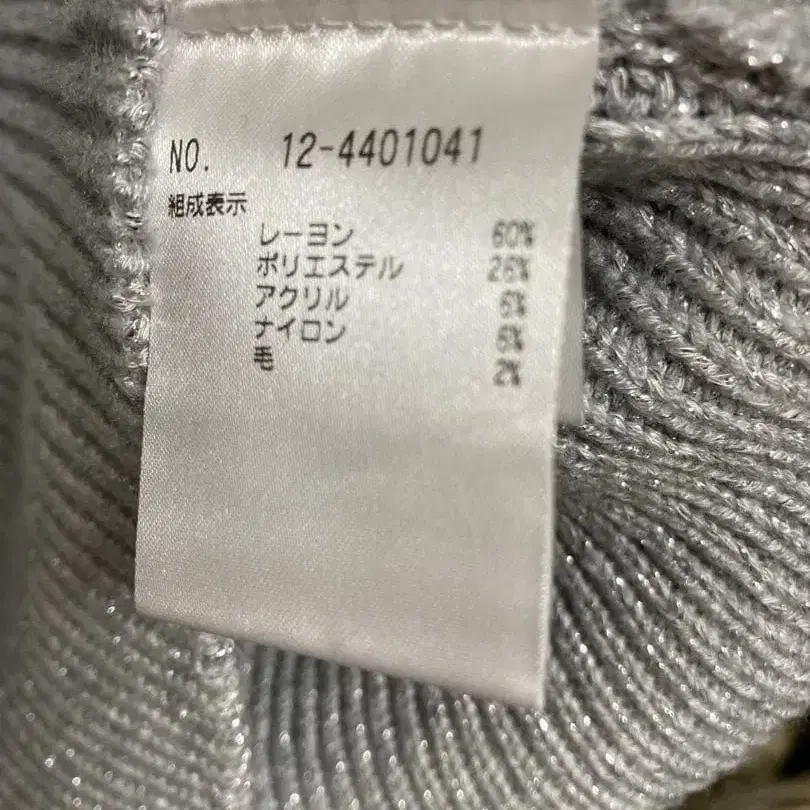 NO. 12-4401041
組成表示
レーヨン 60%
ポリエステル 26%
アクリル 6%
ナイロン 6%
毛 2%